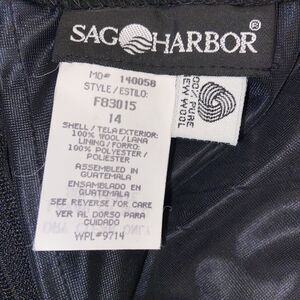 SAG HARBOR®
100% PURE
NEW WOOL
MO# 140058
STYLE/ESTILO:
F83015
14
SHELL/TELA EXTERIOR:
100% WOOL/LANA
LINING/FORRO:
100% POLYESTER/
POLIESTER
ASSEMBLED IN
GUATEMALA
ENSAMBLADO EN
GUATEMALA
SEE REVERSE FOR CARE
VER AL DORSO PARA
CUIDADO
WPL#9714